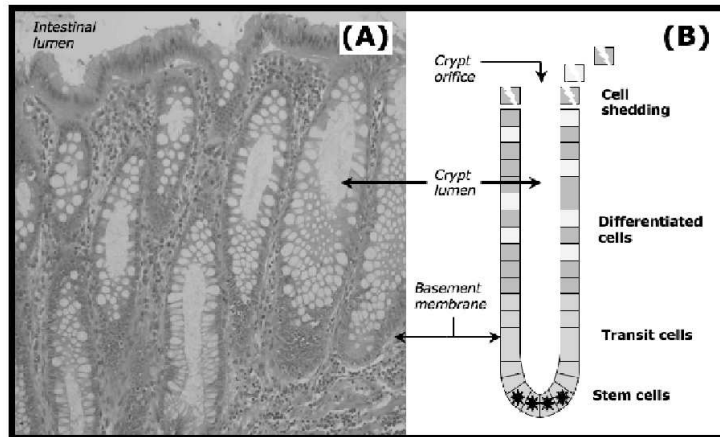 Intestinal
lumen
(A)
(B)
Crypt
orifice
Cell
shedding
Crypt
lumen
Differentiated
cells
Basement
membrane
Transit cells
Stem cells